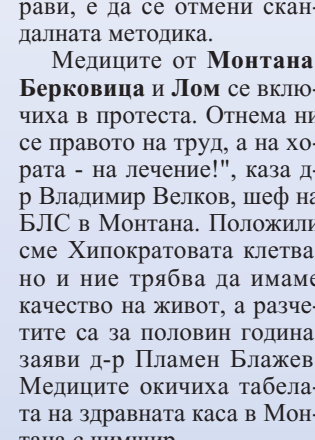 рави, е да се отмени скан-
далната методика.
Медиците от Монтана
Берковица и Лом се вклю-
чиха в протеста. Отнема ни
се правото на труд, а на хо-
рата - на лечение!", каза д-
р Владимир Велков, шеф на
БЛС в Монтана. Положили
сме Хипократовата клетва
но и ние трябва да имаме
качество на живот, а разче-
тите са за половин година
заяви д-р Пламен Блажев
Медиците окичиха табела-
та на здравната каса в Мон-
тана с чимшир